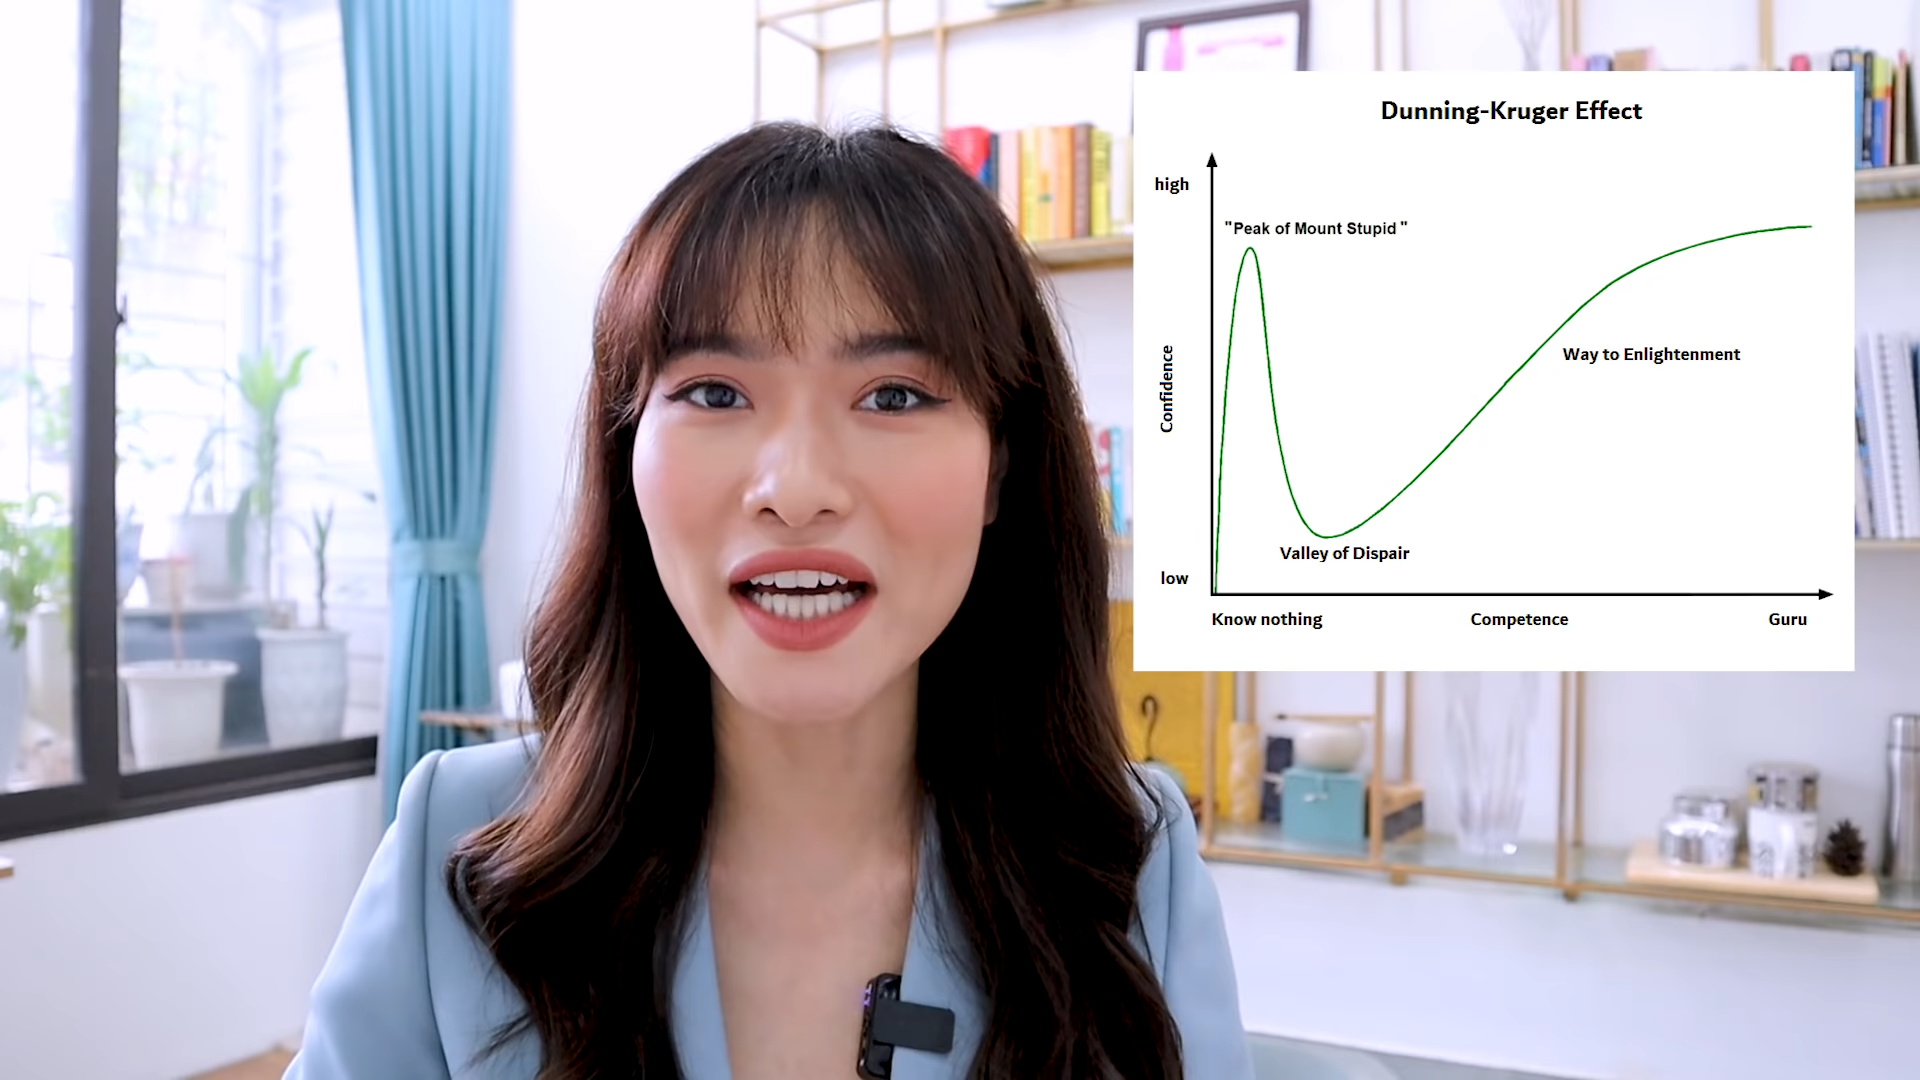 Dunning-Kruger Effect
high
"Peak of Mount Stupid "
Way to Enlightenment
Confidence
Valley of Dispair
low
Know nothing
Competence
Guru